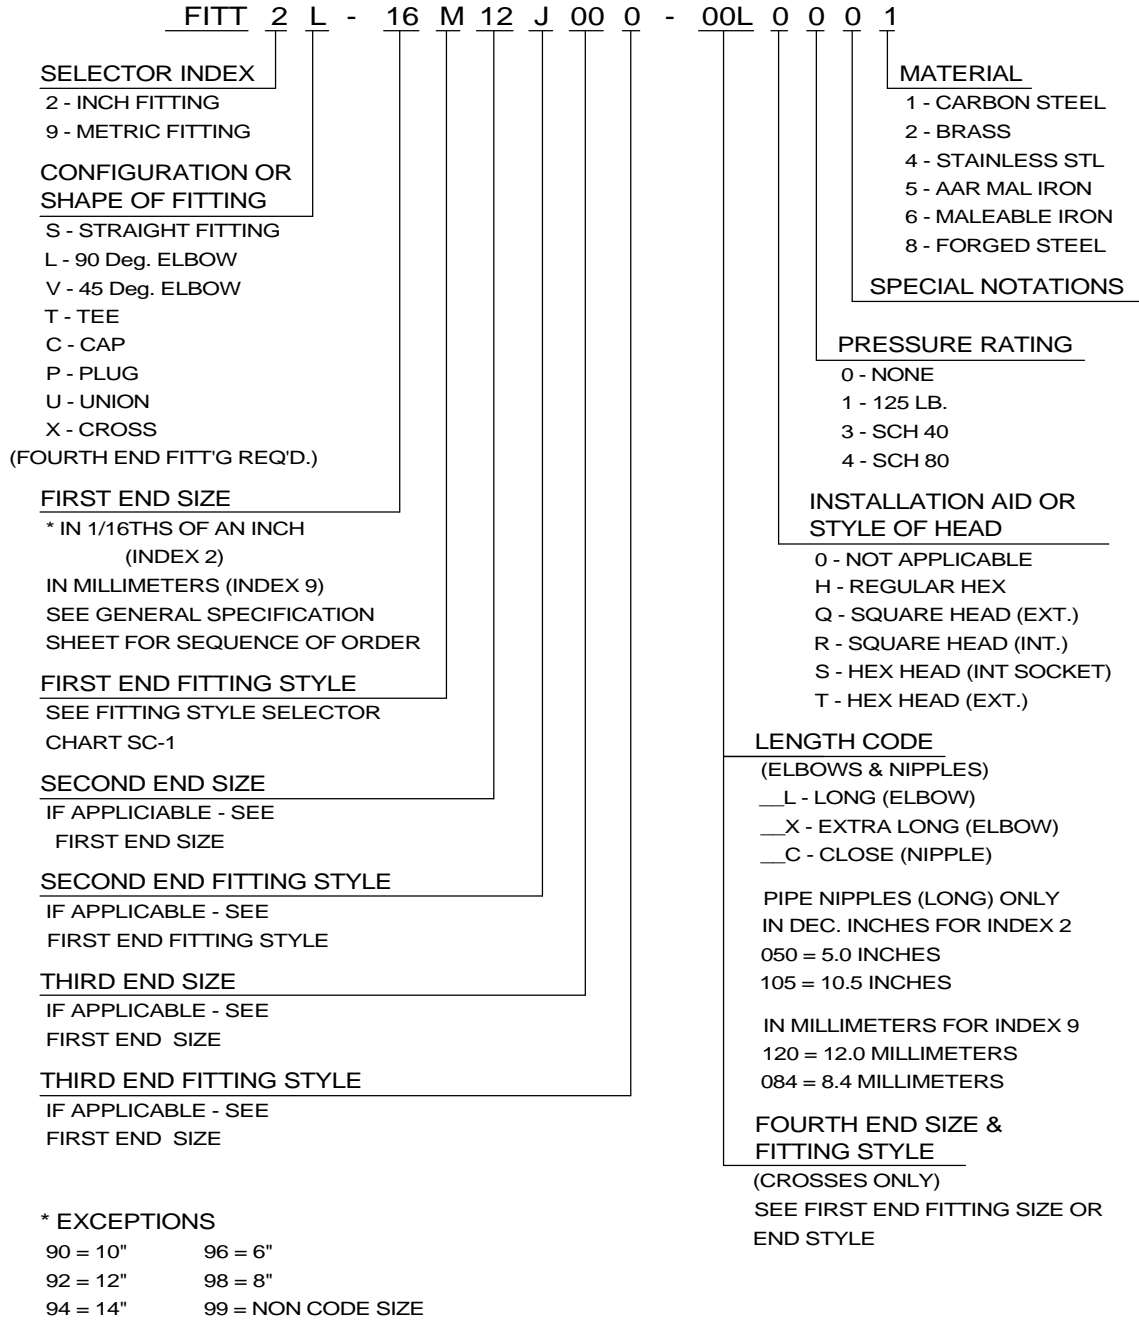 FITT 2 L - 16 M 12 J 00 0 - 00L 0 0 0 1
SELECTOR INDEX
2 - INCH FITTING
9 - METRIC FITTING
CONFIGURATION OR
SHAPE OF FITTING
S - STRAIGHT FITTING
L - 90 Deg. ELBOW
V - 45 Deg. ELBOW
T - TEE
C - CAP
P - PLUG
U - UNION
X - CROSS
(FOURTH END FITT'G REQ'D.)
FIRST END SIZE
* IN 1/16THS OF AN INCH
(INDEX 2)
IN MILLIMETERS (INDEX 9)
SEE GENERAL SPECIFICATION
SHEET FOR SEQUENCE OF ORDER
FIRST END FITTING STYLE
SEE FITTING STYLE SELECTOR
CHART SC-1
SECOND END SIZE
IF APPLICIABLE - SEE
FIRST END SIZE
SECOND END FITTING STYLE
IF APPLICABLE - SEE
FIRST END FITTING STYLE
THIRD END SIZE
IF APPLICABLE - SEE
FIRST END SIZE
THIRD END FITTING STYLE
IF APPLICABLE - SEE
FIRST END SIZE
* EXCEPTIONS
90 = 10" 96 = 6"
92 = 12" 98 = 8"
94 = 14" 99 = NON CODE SIZE
MATERIAL
1 - CARBON STEEL
2 - BRASS
4 - STAINLESS STL
5 - AAR MAL IRON
6 - MALEABLE IRON
8 - FORGED STEEL
SPECIAL NOTATIONS
PRESSURE RATING
0 - NONE
1 - 125 LB.
3 - SCH 40
4 - SCH 80
INSTALLATION AID OR
STYLE OF HEAD
0 - NOT APPLICABLE
H - REGULAR HEX
Q - SQUARE HEAD (EXT.)
R - SQUARE HEAD (INT.)
S - HEX HEAD (INT SOCKET)
T - HEX HEAD (EXT.)
LENGTH CODE
(ELBOWS & NIPPLES)
__L - LONG (ELBOW)
__X - EXTRA LONG (ELBOW)
__C - CLOSE (NIPPLE)
PIPE NIPPLES (LONG) ONLY
IN DEC. INCHES FOR INDEX 2
050 = 5.0 INCHES
105 = 10.5 INCHES
IN MILLIMETERS FOR INDEX 9
120 = 12.0 MILLIMETERS
084 = 8.4 MILLIMETERS
FOURTH END SIZE &
FITTING STYLE
(CROSSES ONLY)
SEE FIRST END FITTING SIZE OR
END STYLE